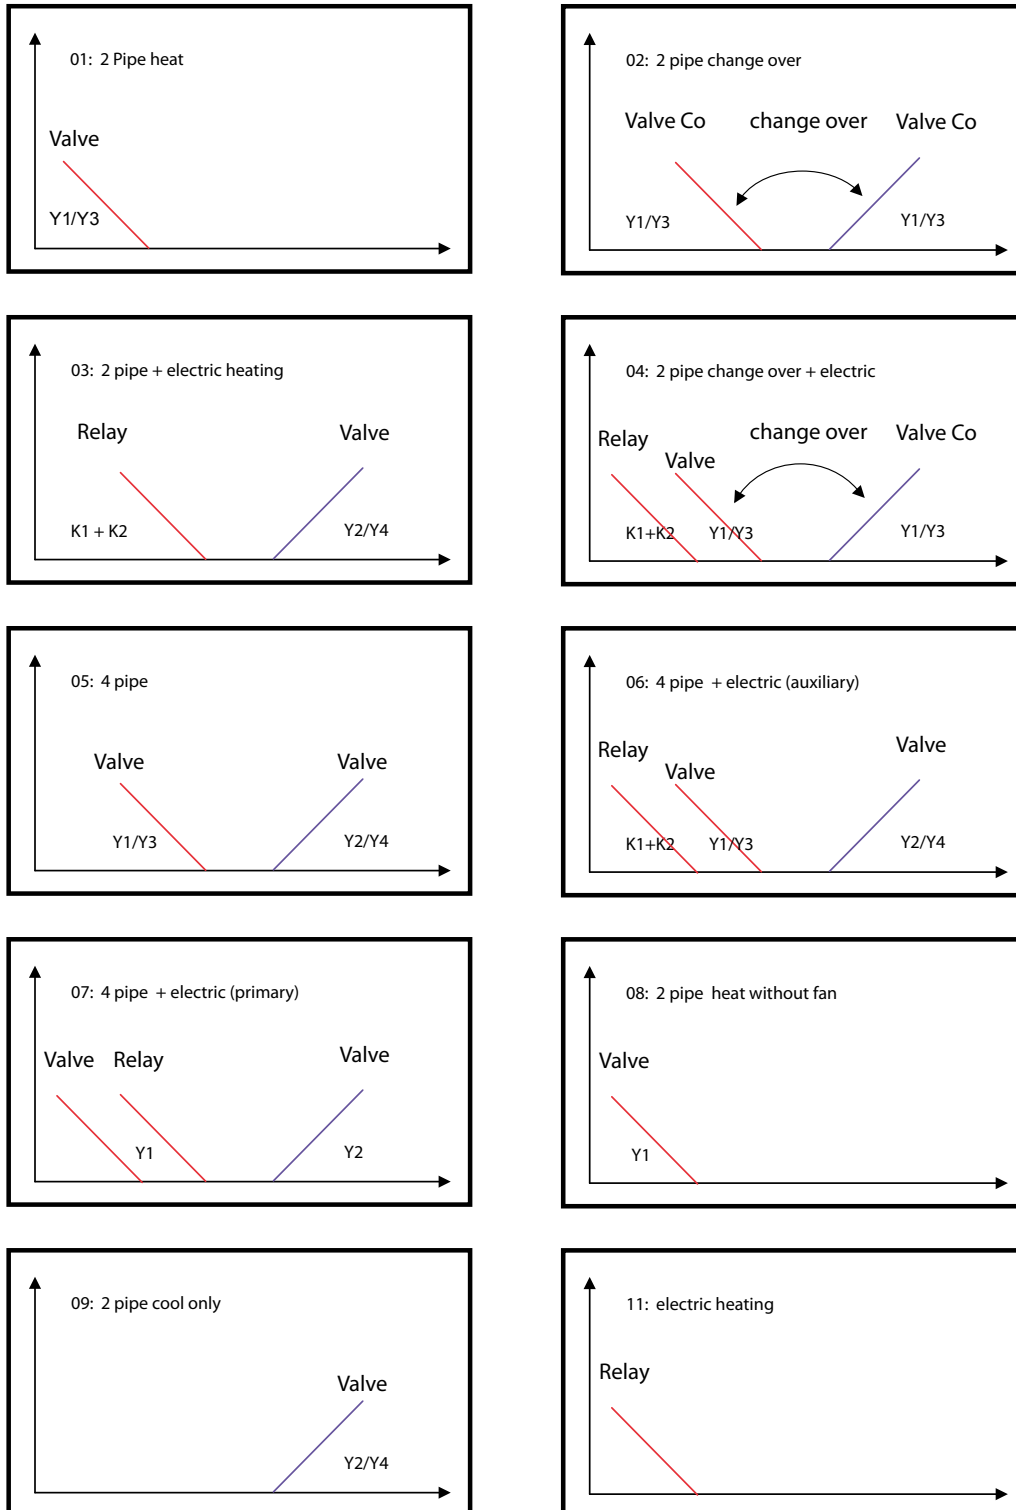 01: 2 Pipe heat
Valve
Y1/Y3
02: 2 pipe change over
Valve Co change over Valve Co
Y1/Y3 Y1/Y3
03: 2 pipe + electric heating
Relay Valve
K1 + K2 Y2/Y4
04: 2 pipe change over + electric
Relay Valve change over Valve Co
K1+K2 Y1/Y3 Y1/Y3
05: 4 pipe
Valve Valve
Y1/Y3 Y2/Y4
06: 4 pipe + electric (auxiliary)
Relay Valve Valve
K1+K2 Y1/Y3 Y2/Y4
07: 4 pipe + electric (primary)
Valve Relay Valve
Y1 Y2
08: 2 pipe heat without fan
Valve
Y1
09: 2 pipe cool only
Valve
Y2/Y4
11: electric heating
Relay